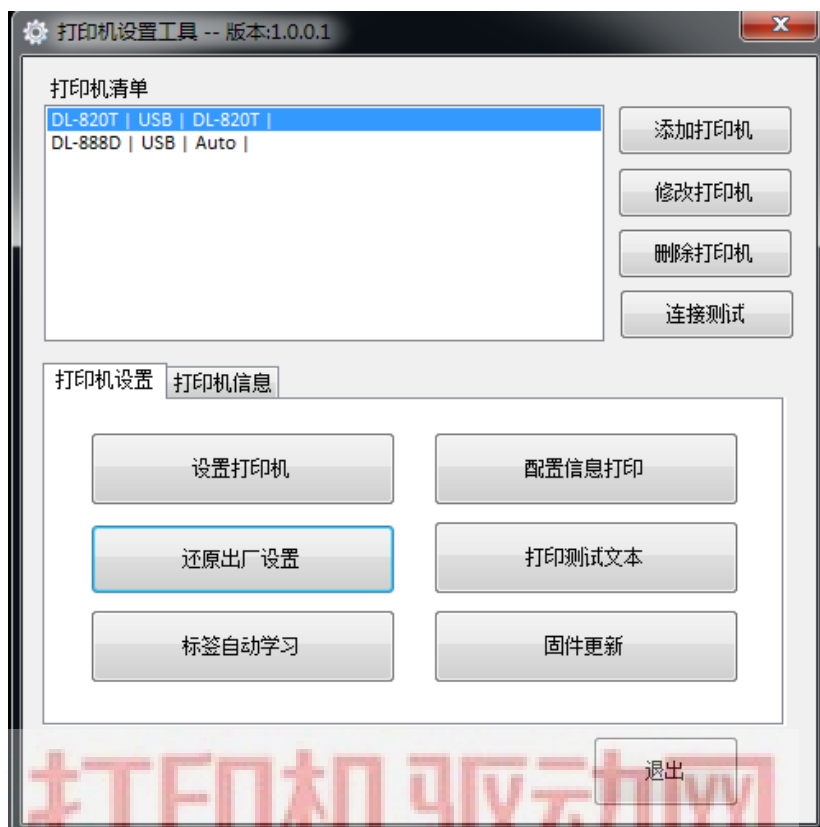 打印机设置工具 -- 版本:1.0.0.1
打印机清单
DL-820T | USB | DL-820T |
DL-888D | USB | Auto |
添加打印机
修改打印机
删除打印机
连接测试
打印机设置
打印机信息
设置打印机
配置信息打印
还原出厂设置
打印测试文本
标签自动学习
固件更新
退出
打印机驱动网